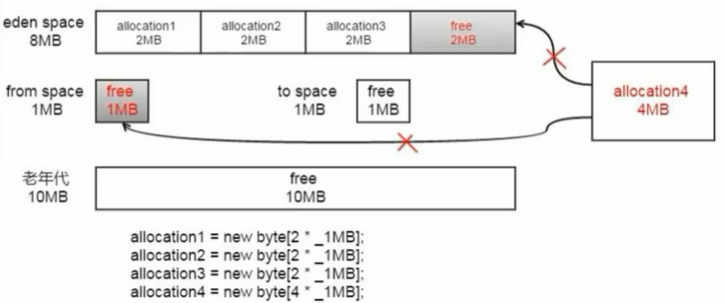 eden space
8MB
allocation1
2MB
allocation2
2MB
allocation3
2MB
free
2MB
from space
1MB
free
1MB
to space
1MB
free
1MB
allocation4
4MB
老年代
10MB
free
10MB
allocation1 = new byte[2 * _1MB];
allocation2 = new byte[2 * _1MB];
allocation3 = new byte[2 * _1MB];
allocation4 = new byte[4 * _1MB];